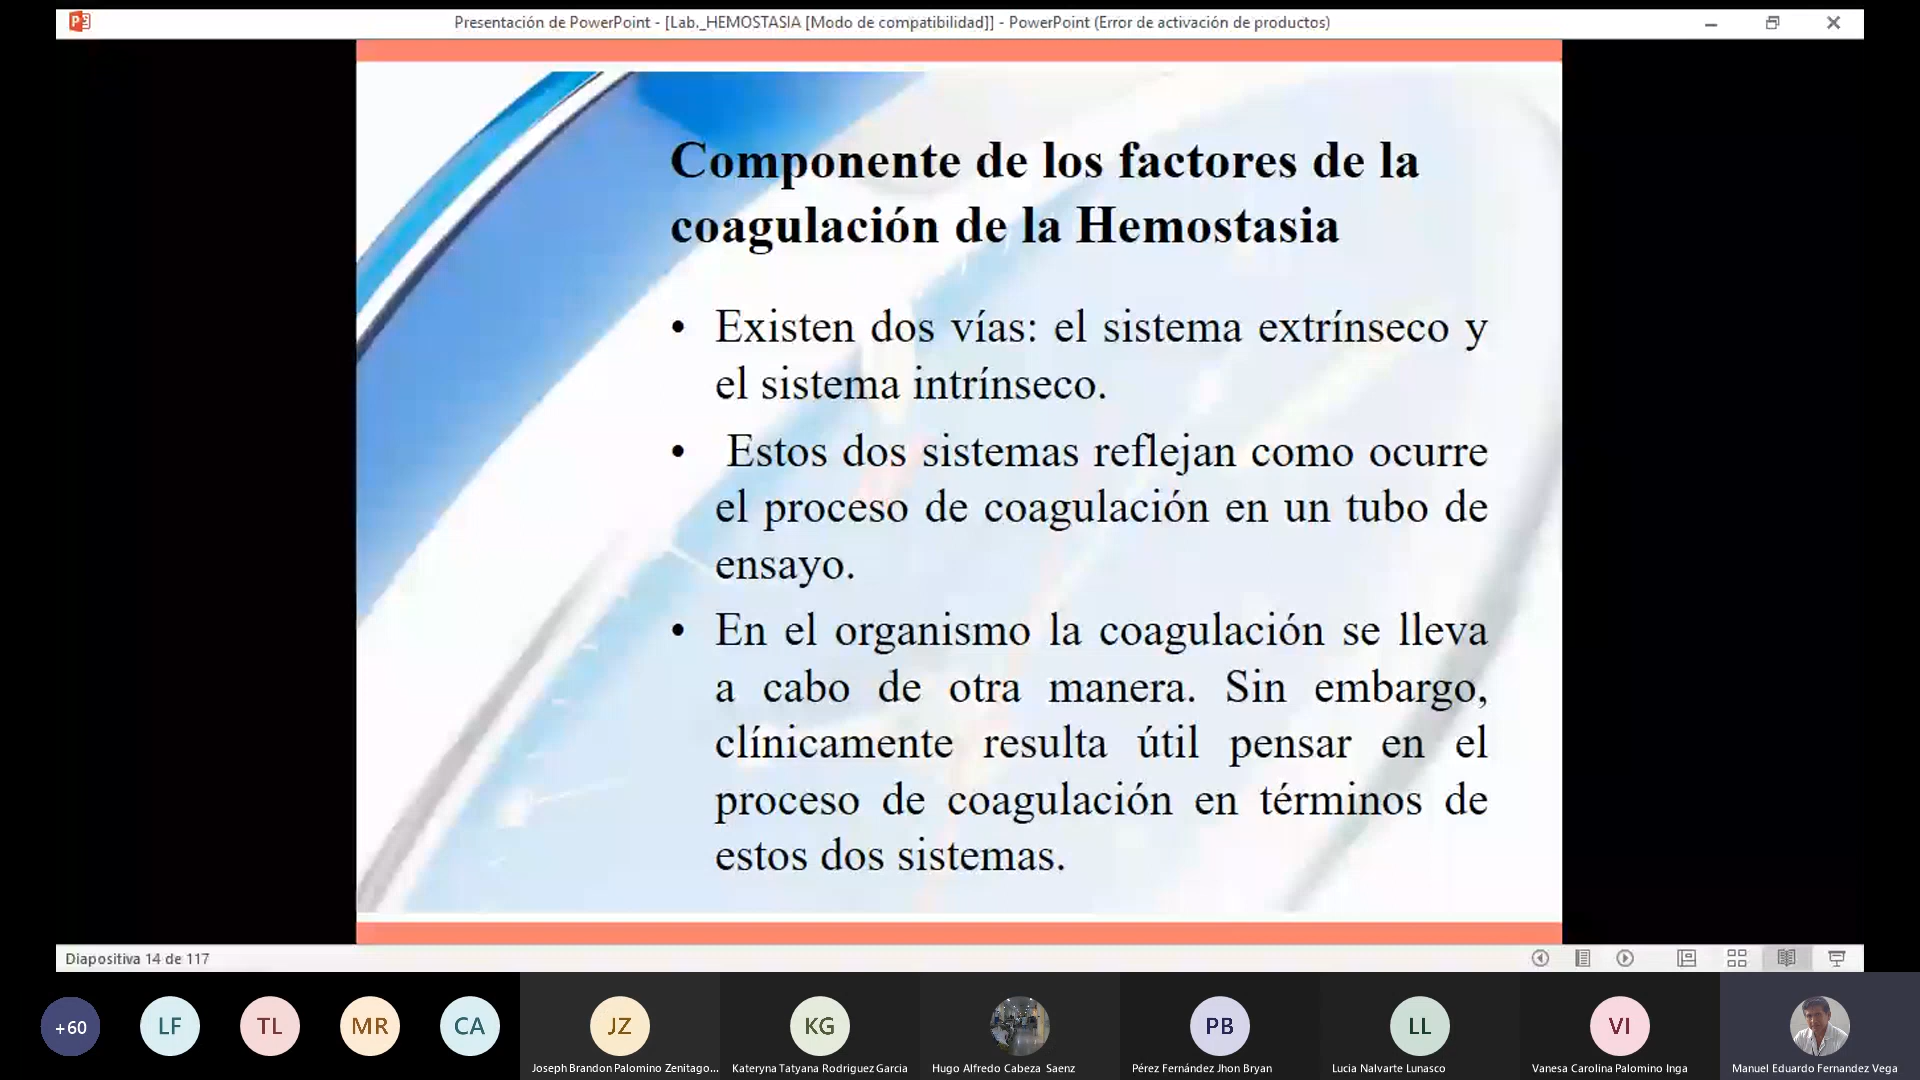 Presentación de PowerPoint - [Lab._HEMOSTASIA [Modo de compatibilidad]] - PowerPoint (Error de activación de productos)
Componente de los factores de la
coagulación de la Hemostasia
• Existen dos vías: el sistema extrínseco y
el sistema intrínseco.
• Estos dos sistemas reflejan como ocurre
el proceso de coagulación en un tubo de
ensayo.
• En el organismo la coagulación se lleva
a cabo de otra manera. Sin embargo,
clínicamente resulta útil pensar en el
proceso de coagulación en términos de
estos dos sistemas.
Diapositiva 14 de 117
+60 LF TL MR CA JZ KG PB LL VI
Joseph Brandon Palomino Zenitago... Kateryna Tatyana Rodriguez Garcia Hugo Alfredo Cabeza Saenz Pérez Fernández Jhon Bryan Lucia Nalvarte Lunasco Vanesa Carolina Palomino Inga Manuel Eduardo Fernandez Vega